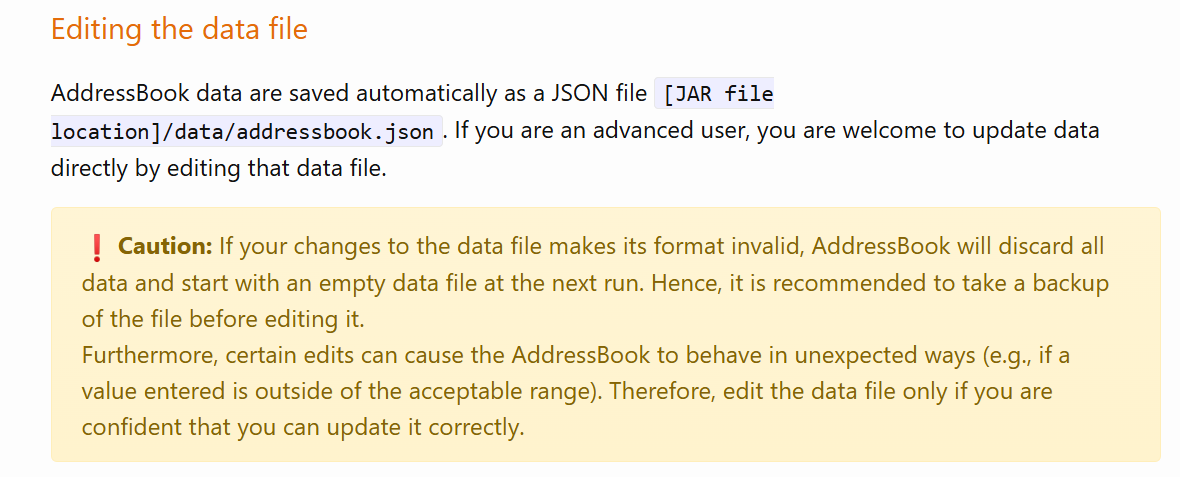 Editing the data file
AddressBook data are saved automatically as a JSON file [JAR file
location]/data/addressbook.json. If you are an advanced user, you are welcome to update data
directly by editing that data file.
❗ Caution: If your changes to the data file makes its format invalid, AddressBook will discard all
data and start with an empty data file at the next run. Hence, it is recommended to take a backup
of the file before editing it.
Furthermore, certain edits can cause the AddressBook to behave in unexpected ways (e.g., if a
value entered is outside of the acceptable range). Therefore, edit the data file only if you are
confident that you can update it correctly.